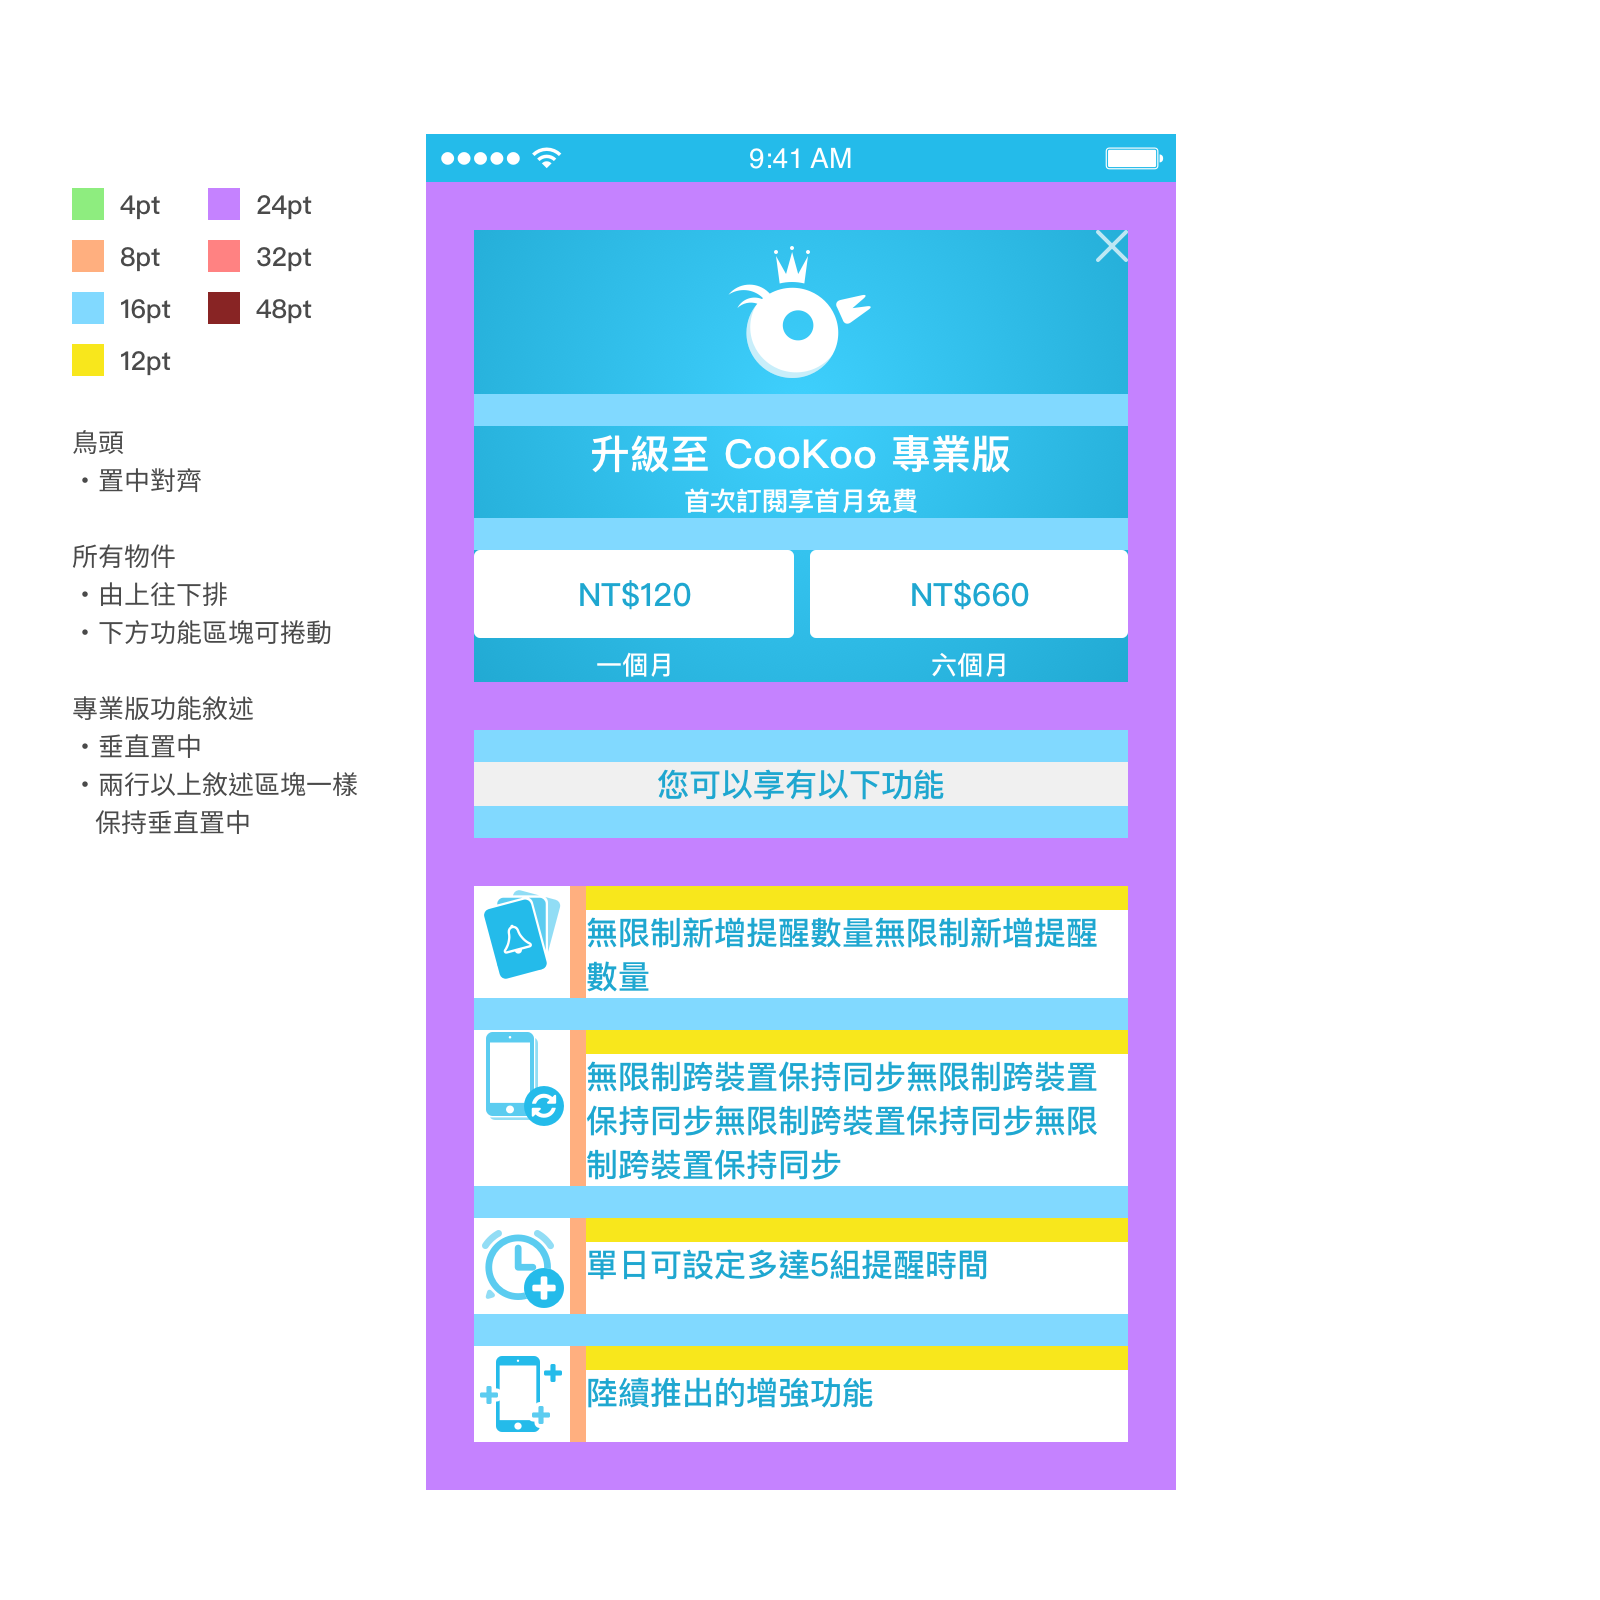 4pt
24pt
8pt
32pt
16pt
48pt
12pt
鳥頭
・置中對齊
所有物件
・由上往下排
・下方功能區塊可捲動
專業版功能敘述
・垂直置中
・兩行以上敘述區塊一樣
保持垂直置中
9:41 AM
升級至 CooKoo 專業版
首次訂閱享首月免費
NT$120
NT$660
一個月
六個月
您可以享有以下功能
無限制新增提醒數量無限制新增提醒
數量
無限制跨裝置保持同步無限制跨裝置
保持同步無限制跨裝置保持同步無限
制跨裝置保持同步
單日可設定多達5組提醒時間
陸續推出的增強功能